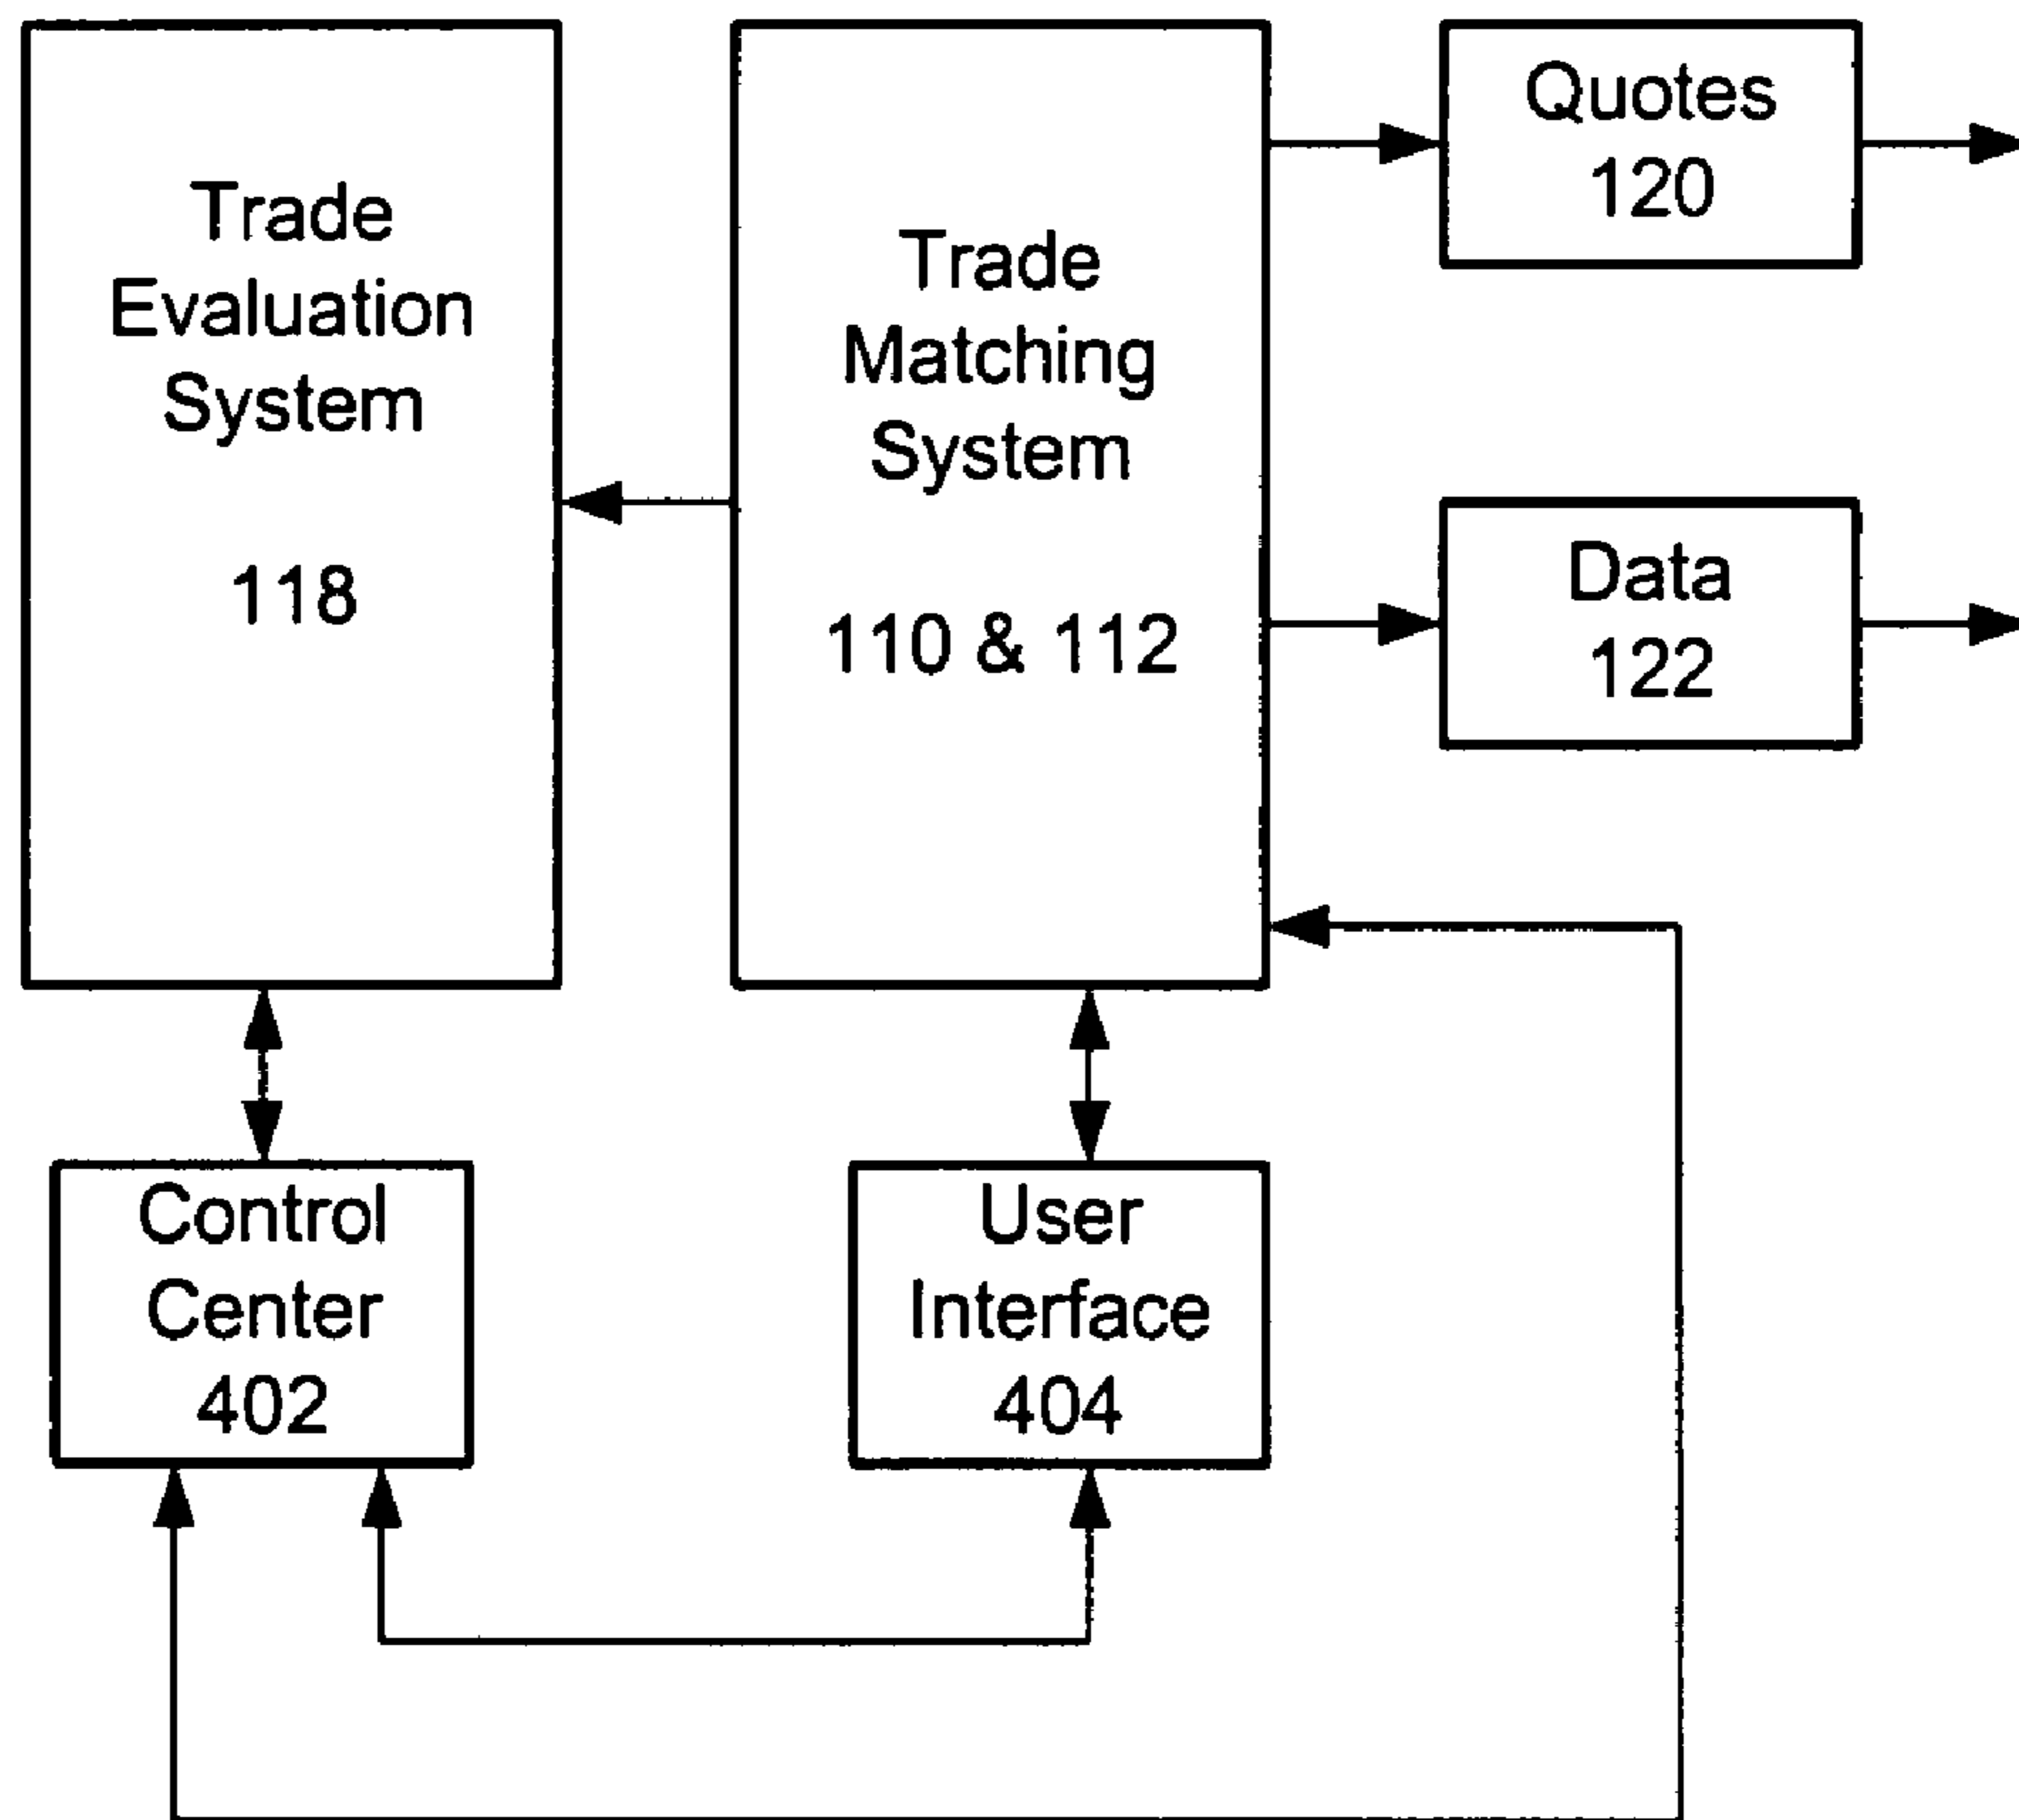 Trade
Evaluation
System
118
Trade
Matching
System
110 & 112
Quotes
120
Data
122
Control
Center
402
User
Interface
404